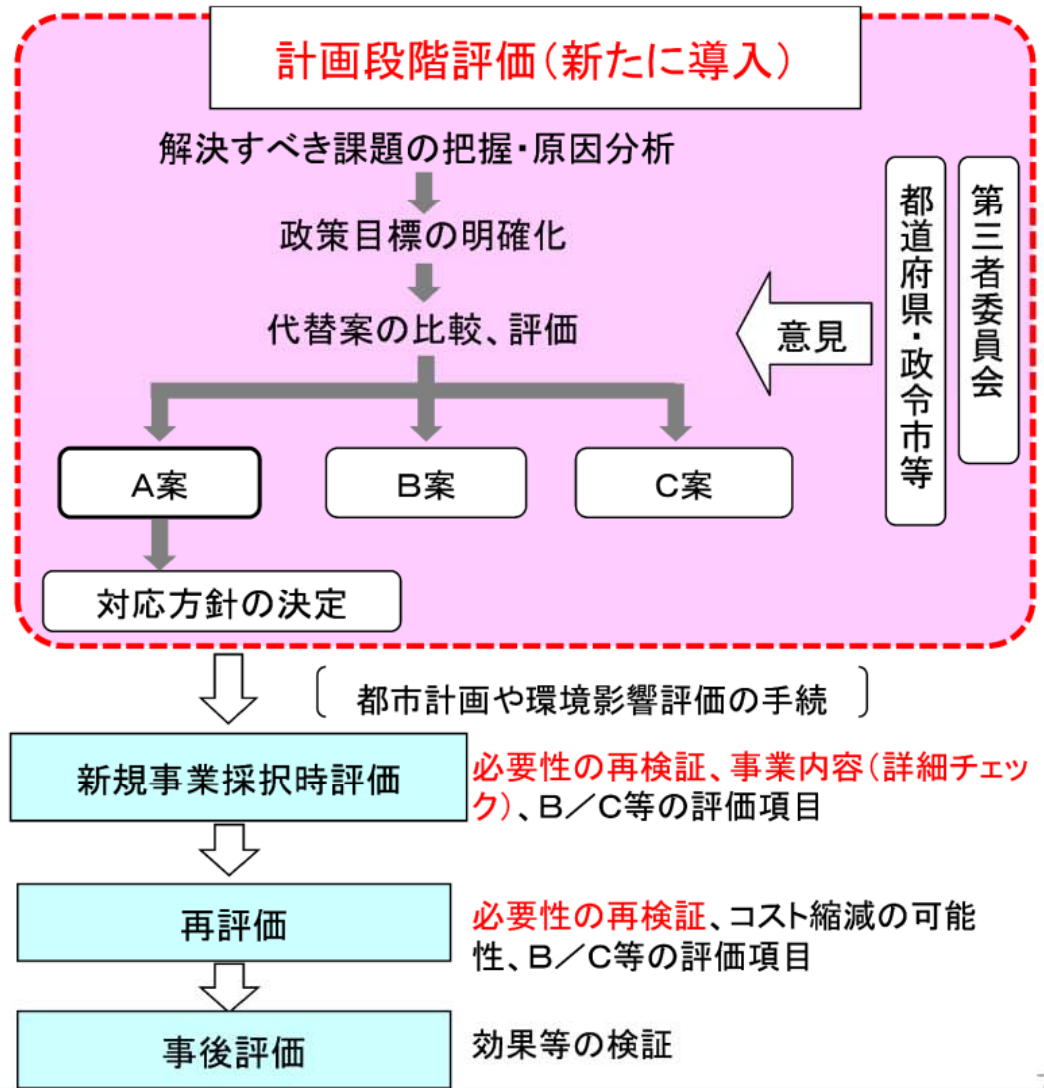 計画段階評価(新たに導入)
解決すべき課題の把握・原因分析
政策目標の明確化
代替案の比較、評価
意見
都道府県・政令市等
第三者委員会
A案
B案
C案
対応方針の決定
都市計画や環境影響評価の手続
新規事業採択時評価
必要性の再検証、事業内容(詳細チェッ
ク)、B/C等の評価項目
再評価
必要性の再検証、コスト縮減の可能
性、B/C等の評価項目
事後評価
効果等の検証